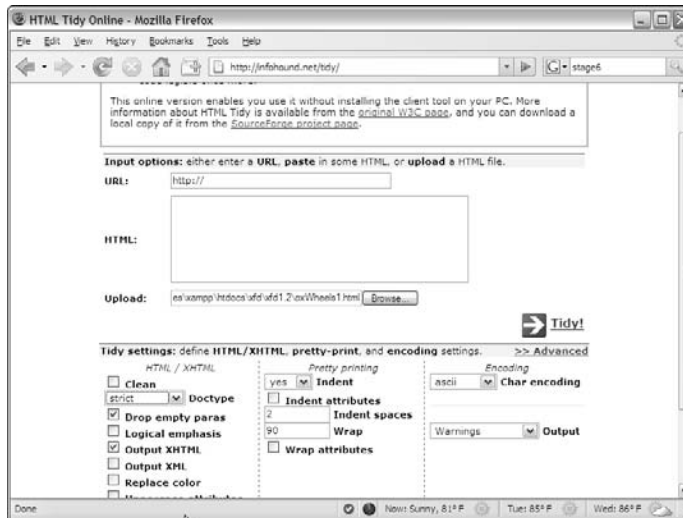 HTML Tidy Online - Mozilla Firefox
File Edit View History Bookmarks Tools Help
http://infohound.net/tidy/ G stage6
This online version enables you use it without installing the client tool on your PC. More
information about HTML Tidy is available from the original W3C page, and you can download a
local copy of it from the SourceForge project page.
Input options: either enter a URL, paste in some HTML, or upload a HTML file.
URL: http://
HTML:
Upload: es\xampp\htdocs\xfd\xfd1.2\oxWheels1.html Browse...
Tidy!
Tidy settings: define HTML/XHTML, pretty-print, and encoding settings. >> Advanced
HTML / XHTML Pretty printing Encoding
Clean yes Indent ascii Char encoding
strict Doctype Indent attributes
Drop empty paras 2 Indent spaces
Logical emphasis 90 Wrap Warnings Output
Output XHTML Wrap attributes
Output XML
Replace color
Done Now: Sunny, 81° F Tue: 85° F Wed: 86° F